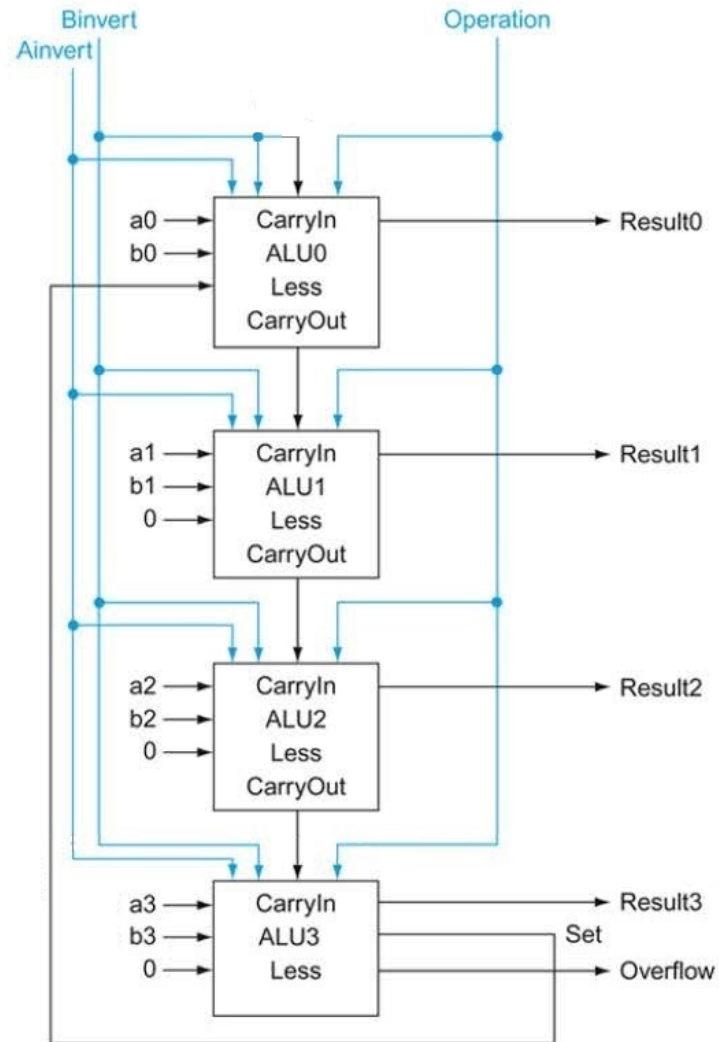 Binvert
Operation
Ainvert
a0
CarryIn
Result0
b0
ALU0
Less
CarryOut
a1
CarryIn
Result1
b1
ALU1
0
Less
CarryOut
a2
CarryIn
Result2
b2
ALU2
0
Less
CarryOut
a3
CarryIn
Result3
b3
ALU3
Set
0
Less
Overflow